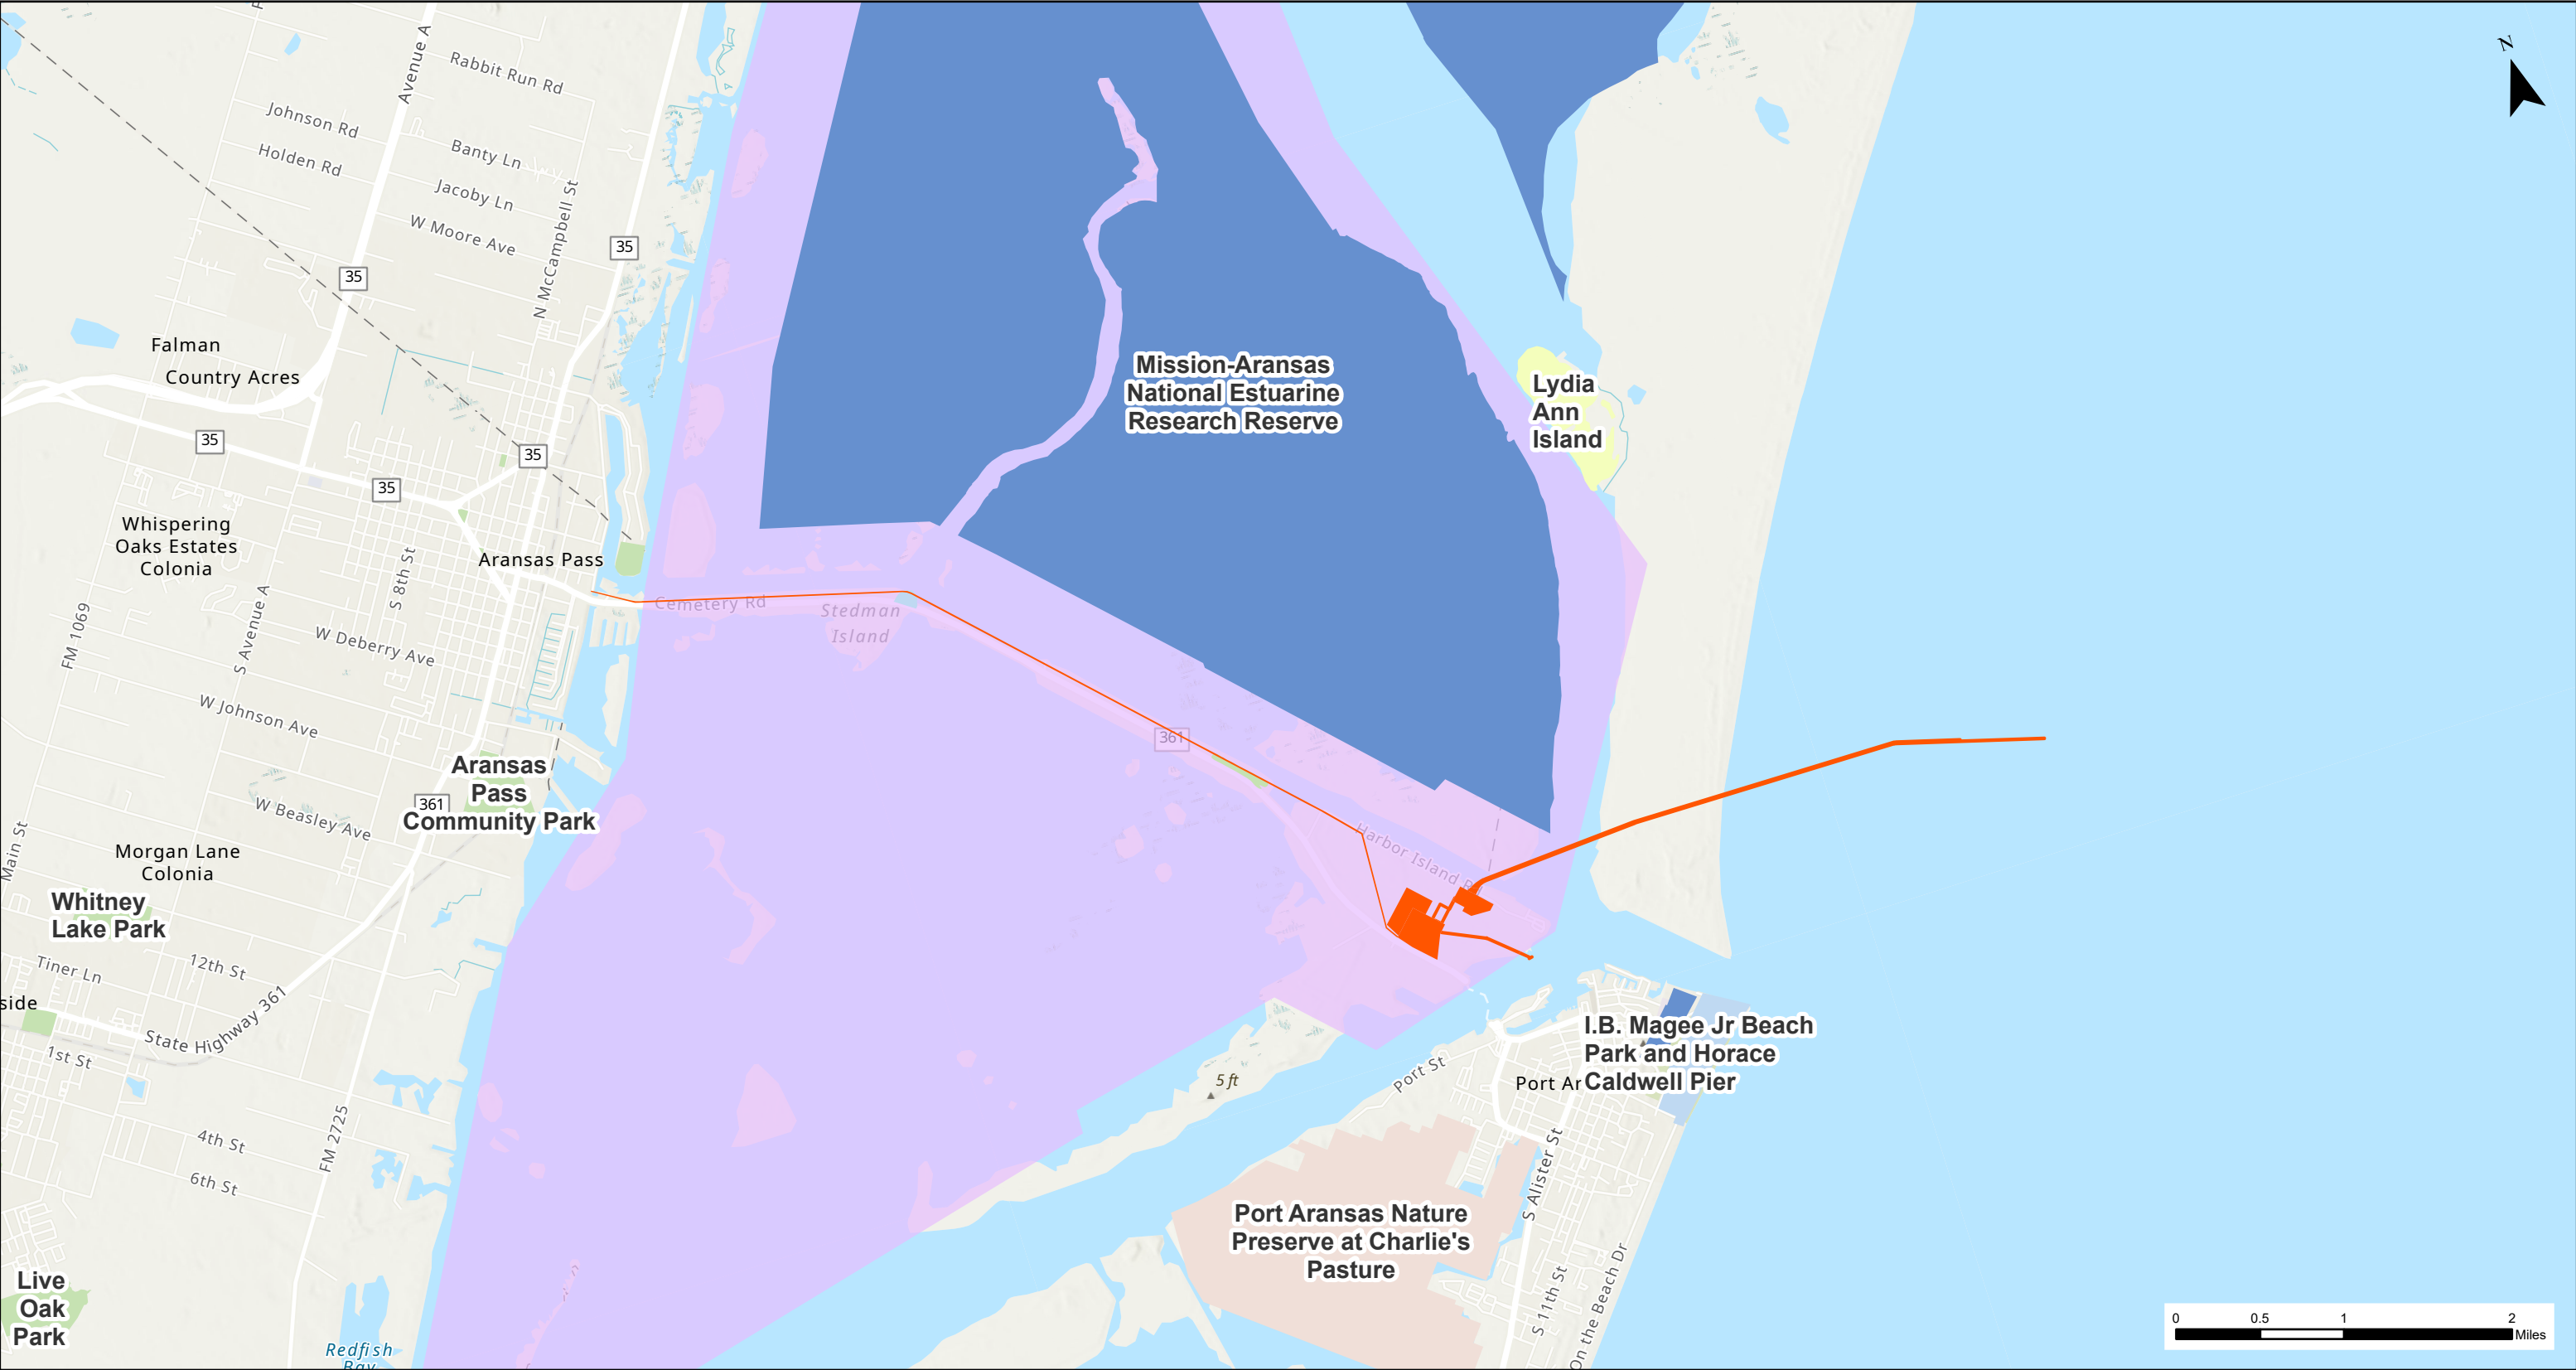 Avenue A
Rabbit Run Rd
N
Johnson Rd
Banty Ln
Holden Rd
Jacoby Ln
W Moore Ave
N McCampbell St
35
35
Falman
Country Acres
Mission-Aransas
National Estuarine
Research Reserve
Lydia
Ann
Island
35
35
35
Whispering
Oaks Estates
Colonia
Aransas Pass
S 8th St
FM 1069
S Avenue A
Cemetery Rd
Stedman
Island
W Deberry Ave
W Johnson Ave
361
Aransas
Pass
Community Park
361
W Beasley Ave
Main St
Morgan Lane
Colonia
Harbor Island R
Whitney
Lake Park
12th St
Tiner Ln
side
State Highway 361
1st St
I.B. Magee Jr Beach
Park and Horace
Caldwell Pier
Port Ar
Port St
5 ft
4th St
6th St
FM 2725
S Alister St
Port Aransas Nature
Preserve at Charlie's
Pasture
S 11th St
On the Beach Dr
Live
Oak
Park
Redfish
Bay
0 0.5 1 2
Miles